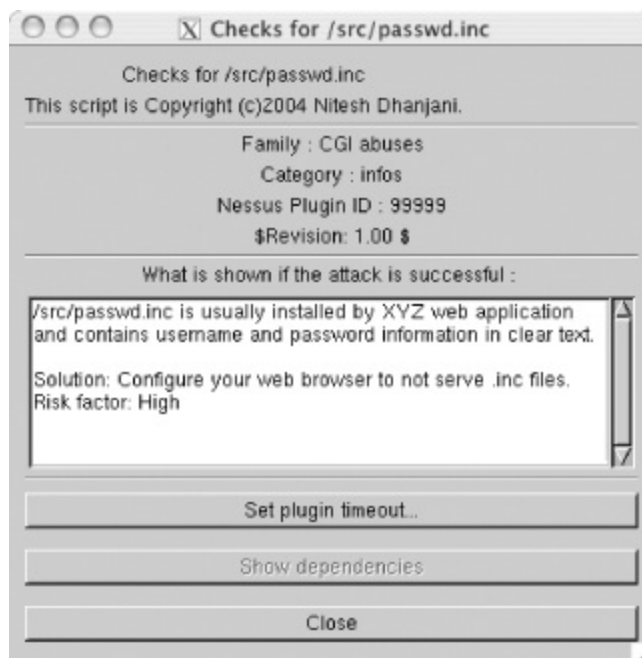 X Checks for /src/passwd.inc
Checks for /src/passwd.inc
This script is Copyright (c)2004 Nitesh Dhanjani.
Family : CGI abuses
Category : infos
Nessus Plugin ID : 99999
$Revision: 1.00 $
What is shown if the attack is successful :
/src/passwd.inc is usually installed by XYZ web application
and contains username and password information in clear text.
Solution: Configure your web browser to not serve .inc files.
Risk factor: High
Set plugin timeout...
Show dependencies
Close